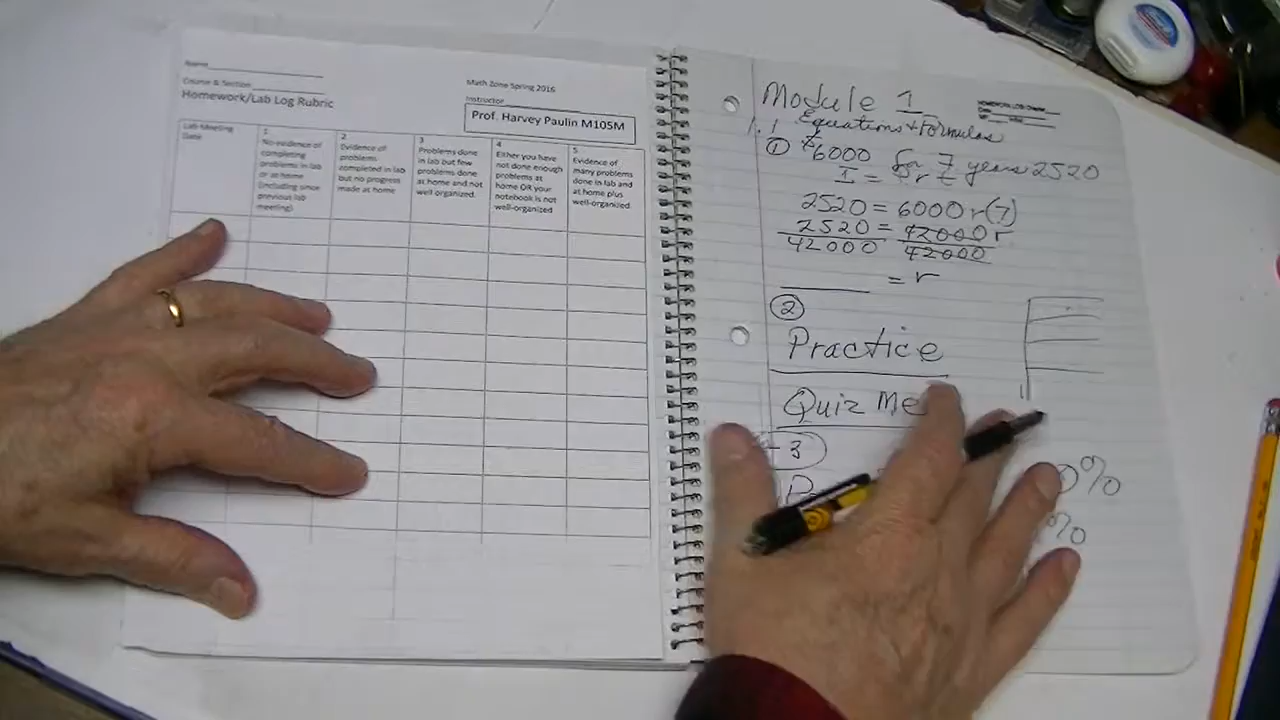 Name
Course & Section
Homework/Lab Log Rubric
Math Zone Spring 2016
Instructor
Prof. Harvey Paulin M105M
Lab Meeting
Date
1
No evidence of
completing
problems in lab
or at home
(including since
previous lab
meeting)
2
Evidence of
problems
completed in lab
but no progress
made at home
3
Problems done
in lab but few
problems done
at home and not
well organized.
4
Either you have
not done enough
problems at
home OR your
notebook is not
well-organized
5
Evidence of
many problems
done in lab and
at home plus
well-organized.
Module 1
1.1 Equations + Formulas
① $6000 for 7 years 2520
I = Pr t
2520 = 6000 r(7)
2520 = 42000 r
42000 42000
= r
②
Practice
Quiz Me
- 3
0%
%